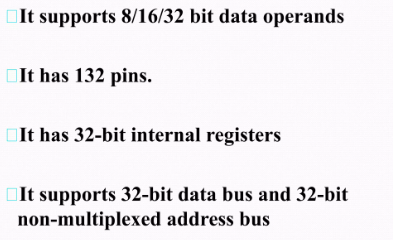 It supports 8/16/32 bit data operands
It has 132 pins.
It has 32-bit internal registers
It supports 32-bit data bus and 32-bit
non-multiplexed address bus